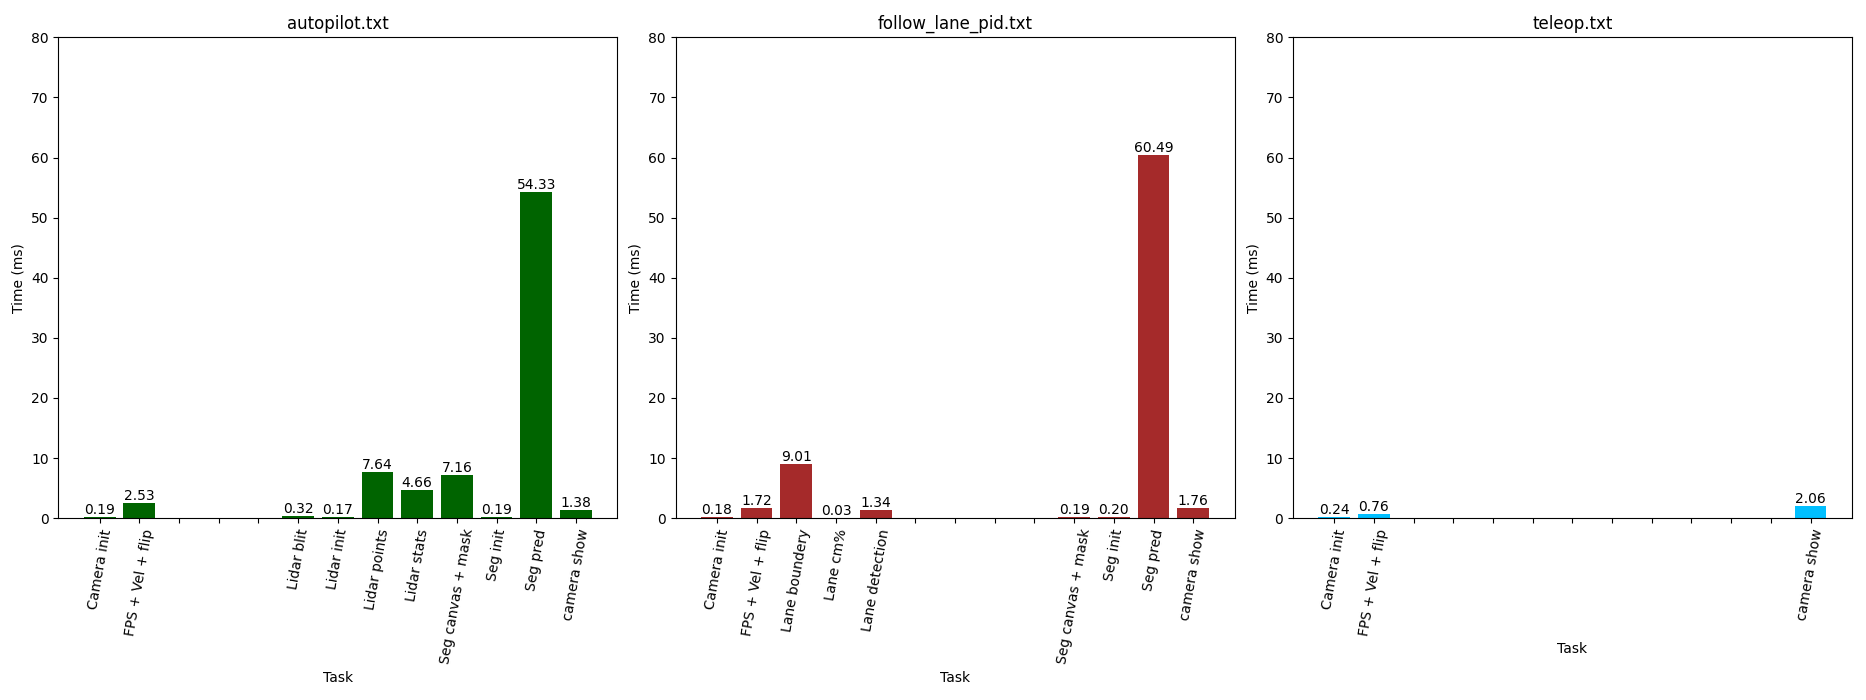 autopilot.txt
80
70
60
50
40
30
20
10
0
Time (ms)
0.19
2.53
0.32
0.17
7.64
4.66
7.16
0.19
54.33
1.38
Camera init
FPS + Vel + flip
Lidar blit
Lidar init
Lidar points
Lidar stats
Seg canvas + mask
Seg init
Seg pred
camera show
Task
follow_lane_pid.txt
80
70
60
50
40
30
20
10
0
Time (ms)
0.18
1.72
9.01
0.03
1.34
0.19
0.20
60.49
1.76
Camera init
FPS + Vel + flip
Lane boundery
Lane cm%
Lane detection
Seg canvas + mask
Seg init
Seg pred
camera show
Task
teleop.txt
80
70
60
50
40
30
20
10
0
Time (ms)
0.24
0.76
2.06
Camera init
FPS + Vel + flip
camera show
Task